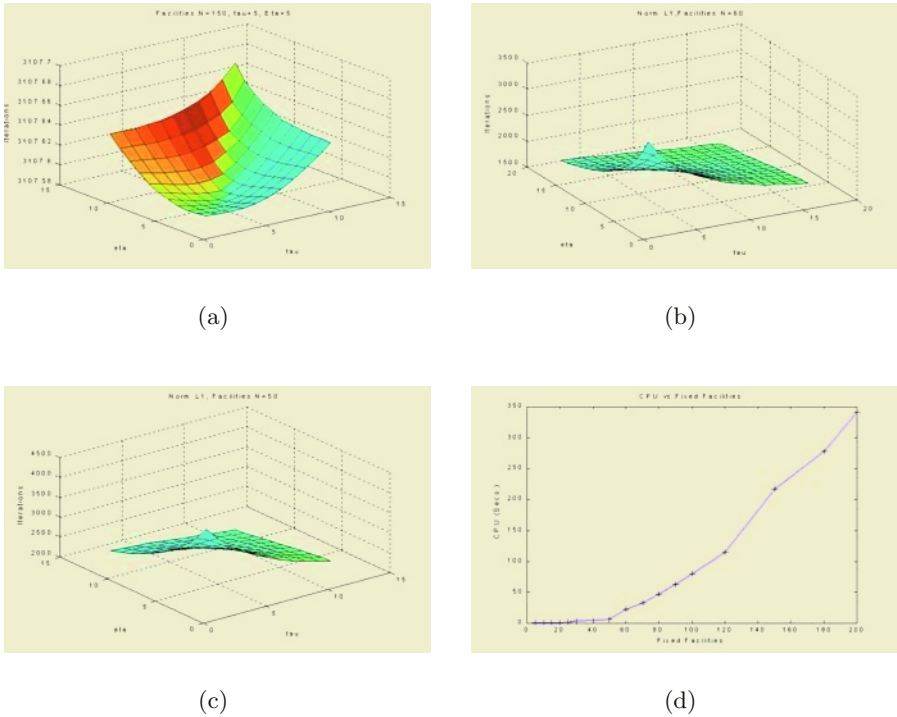 Facilities N=150, tau=5, Eta=5
3107.7
3107.68
3107.66
3107.64
3107.62
3107.6
3107.58
Iterations
15
10
5
0
eta
0
5
10
15
tau
(a)
Norm L1, Facilities N=60
3500
3000
2500
2000
1500
Iterations
20
15
10
5
0
eta
0
5
10
15
20
tau
(b)
Norm L1, Facilities N=50
4500
4000
3500
3000
2500
2000
Iterations
15
10
5
0
eta
0
5
10
15
tau
(c)
CPU vs Fixed Facilities
350
300
250
200
150
100
50
0
CPU (Secs.)
0 20 40 60 80 100 120 140 160 180 200
Fixed Facilities
(d)